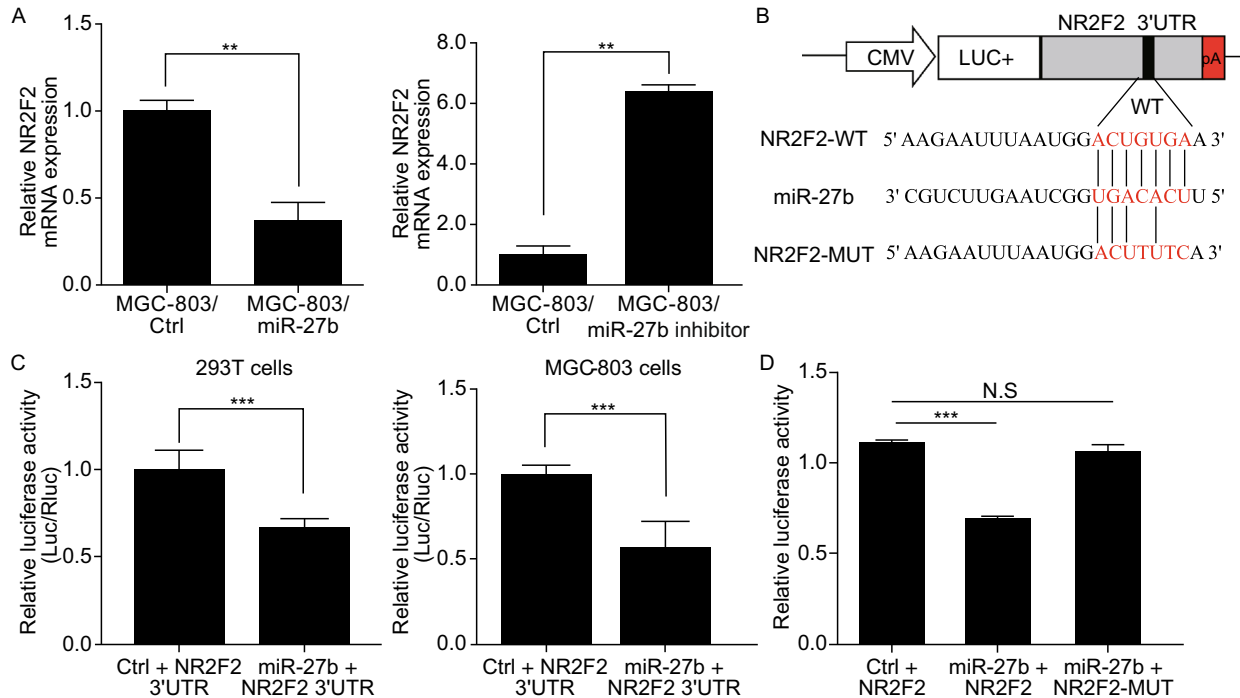 A
Relative NR2F2
mRNA expression
1.5
1.0
0.5
0.0
**
MGC-803/
Ctrl
MGC-803/
miR-27b
Relative NR2F2
mRNA expression
8.0
6.0
4.0
2.0
0.0
**
MGC-803/
Ctrl
MGC-803/
miR-27b inhibitor
B
NR2F2 3'UTR
CMV
LUC+
pA
WT
NR2F2-WT 5' AAGAAUUUAAUGGACUGUGAA 3'
miR-27b 3' CGUCUUGAAUCGGUGACACUU 5'
NR2F2-MUT 5' AAGAAUUUAAUGGACUTUTCA 3'
C
293T cells
Relative luciferase activity
(Luc/Rluc)
1.5
1.0
0.5
0.0
***
Ctrl + NR2F2
3'UTR
miR-27b +
NR2F2 3'UTR
MGC-803 cells
Relative luciferase activity
(Luc/Rluc)
1.5
1.0
0.5
0.0
***
Ctrl + NR2F2
3'UTR
miR-27b +
NR2F2 3'UTR
D
Relative luciferase activity
1.5
1.0
0.5
0.0
N.S
***
Ctrl +
NR2F2
miR-27b +
NR2F2
miR-27b +
NR2F2-MUT